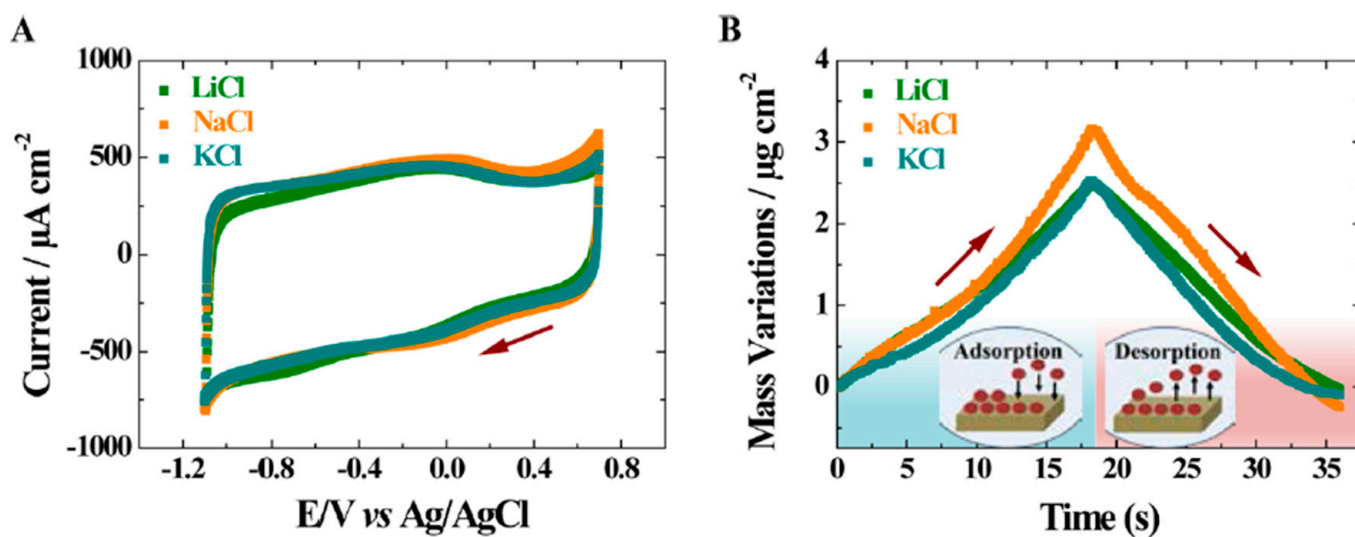 A
1000
500
0
-500
-1000
Current / μA cm⁻²
LiCl
NaCl
KCl
-1.2 -0.8 -0.4 0.0 0.4 0.8
E/V vs Ag/AgCl
B
4
3
2
1
0
Mass Variations / μg cm⁻²
LiCl
NaCl
KCl
Adsorption
Desorption
0 5 10 15 20 25 30 35
Time (s)